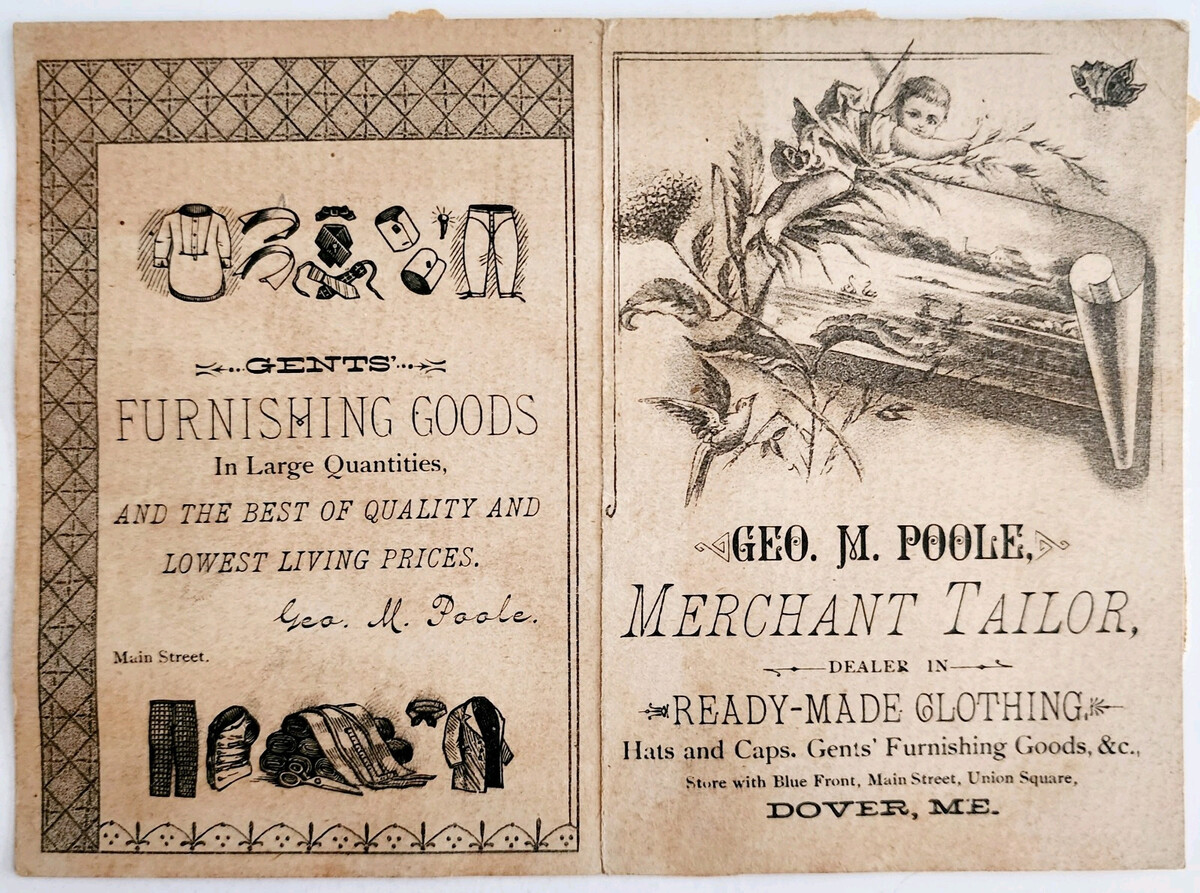 GENTS'
FURNISHING GOODS
In Large Quantities,
AND THE BEST OF QUALITY AND
LOWEST LIVING PRICES.
Geo. M. Poole.
Main Street.
GEO. M. POOLE,
MERCHANT TAILOR,
DEALER IN
READY-MADE CLOTHING,
Hats and Caps. Gents' Furnishing Goods, &c.,
Store with Blue Front, Main Street, Union Square,
DOVER, ME.